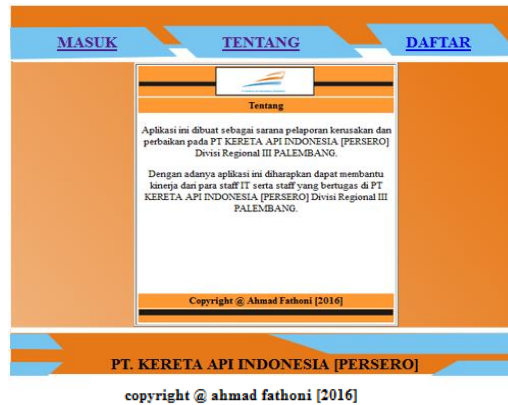 MASUK TENTANG DAFTAR
Tentang
Aplikasi ini dibuat sebagai sarana pelaporan kerusakan dan
perbaikan pada PT KERETA API INDONESIA [PERSERO]
Divisi Regional III PALEMBANG.
Dengan adanya aplikasi ini diharapkan dapat membantu
kinerja dari para staff IT serta staff yang bertugas di PT
KERETA API INDONESIA [PERSERO] Divisi Regional III
PALEMBANG.
Copyright @ Ahmad Fathoni [2016]
PT. KERETA API INDONESIA [PERSERO]
copyright @ ahmad fathoni [2016]